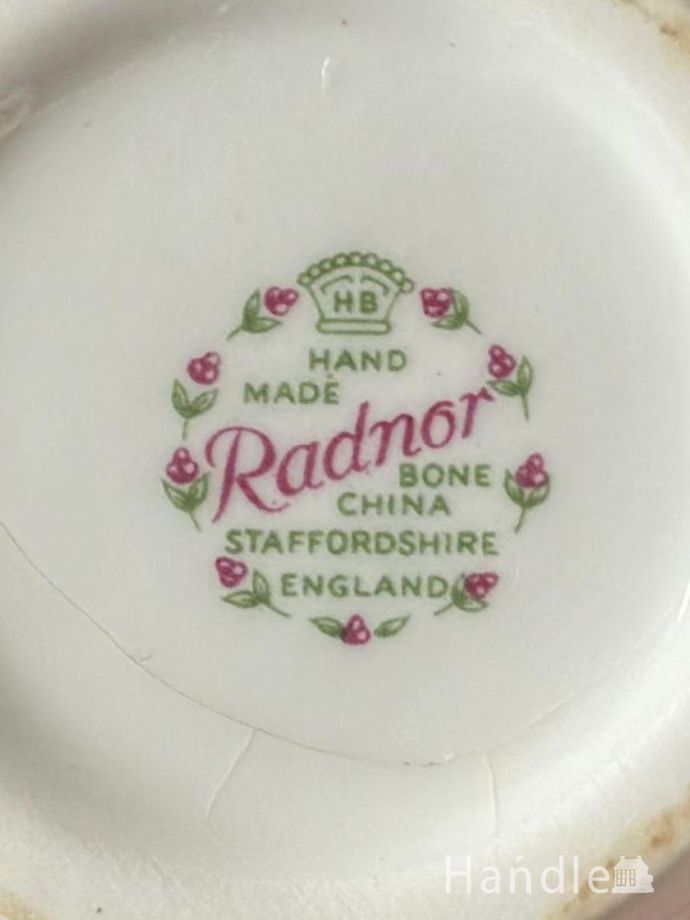 HB
HAND
MADE
Radnor
BONE
CHINA
STAFFORDSHIRE
ENGLAND
Handle